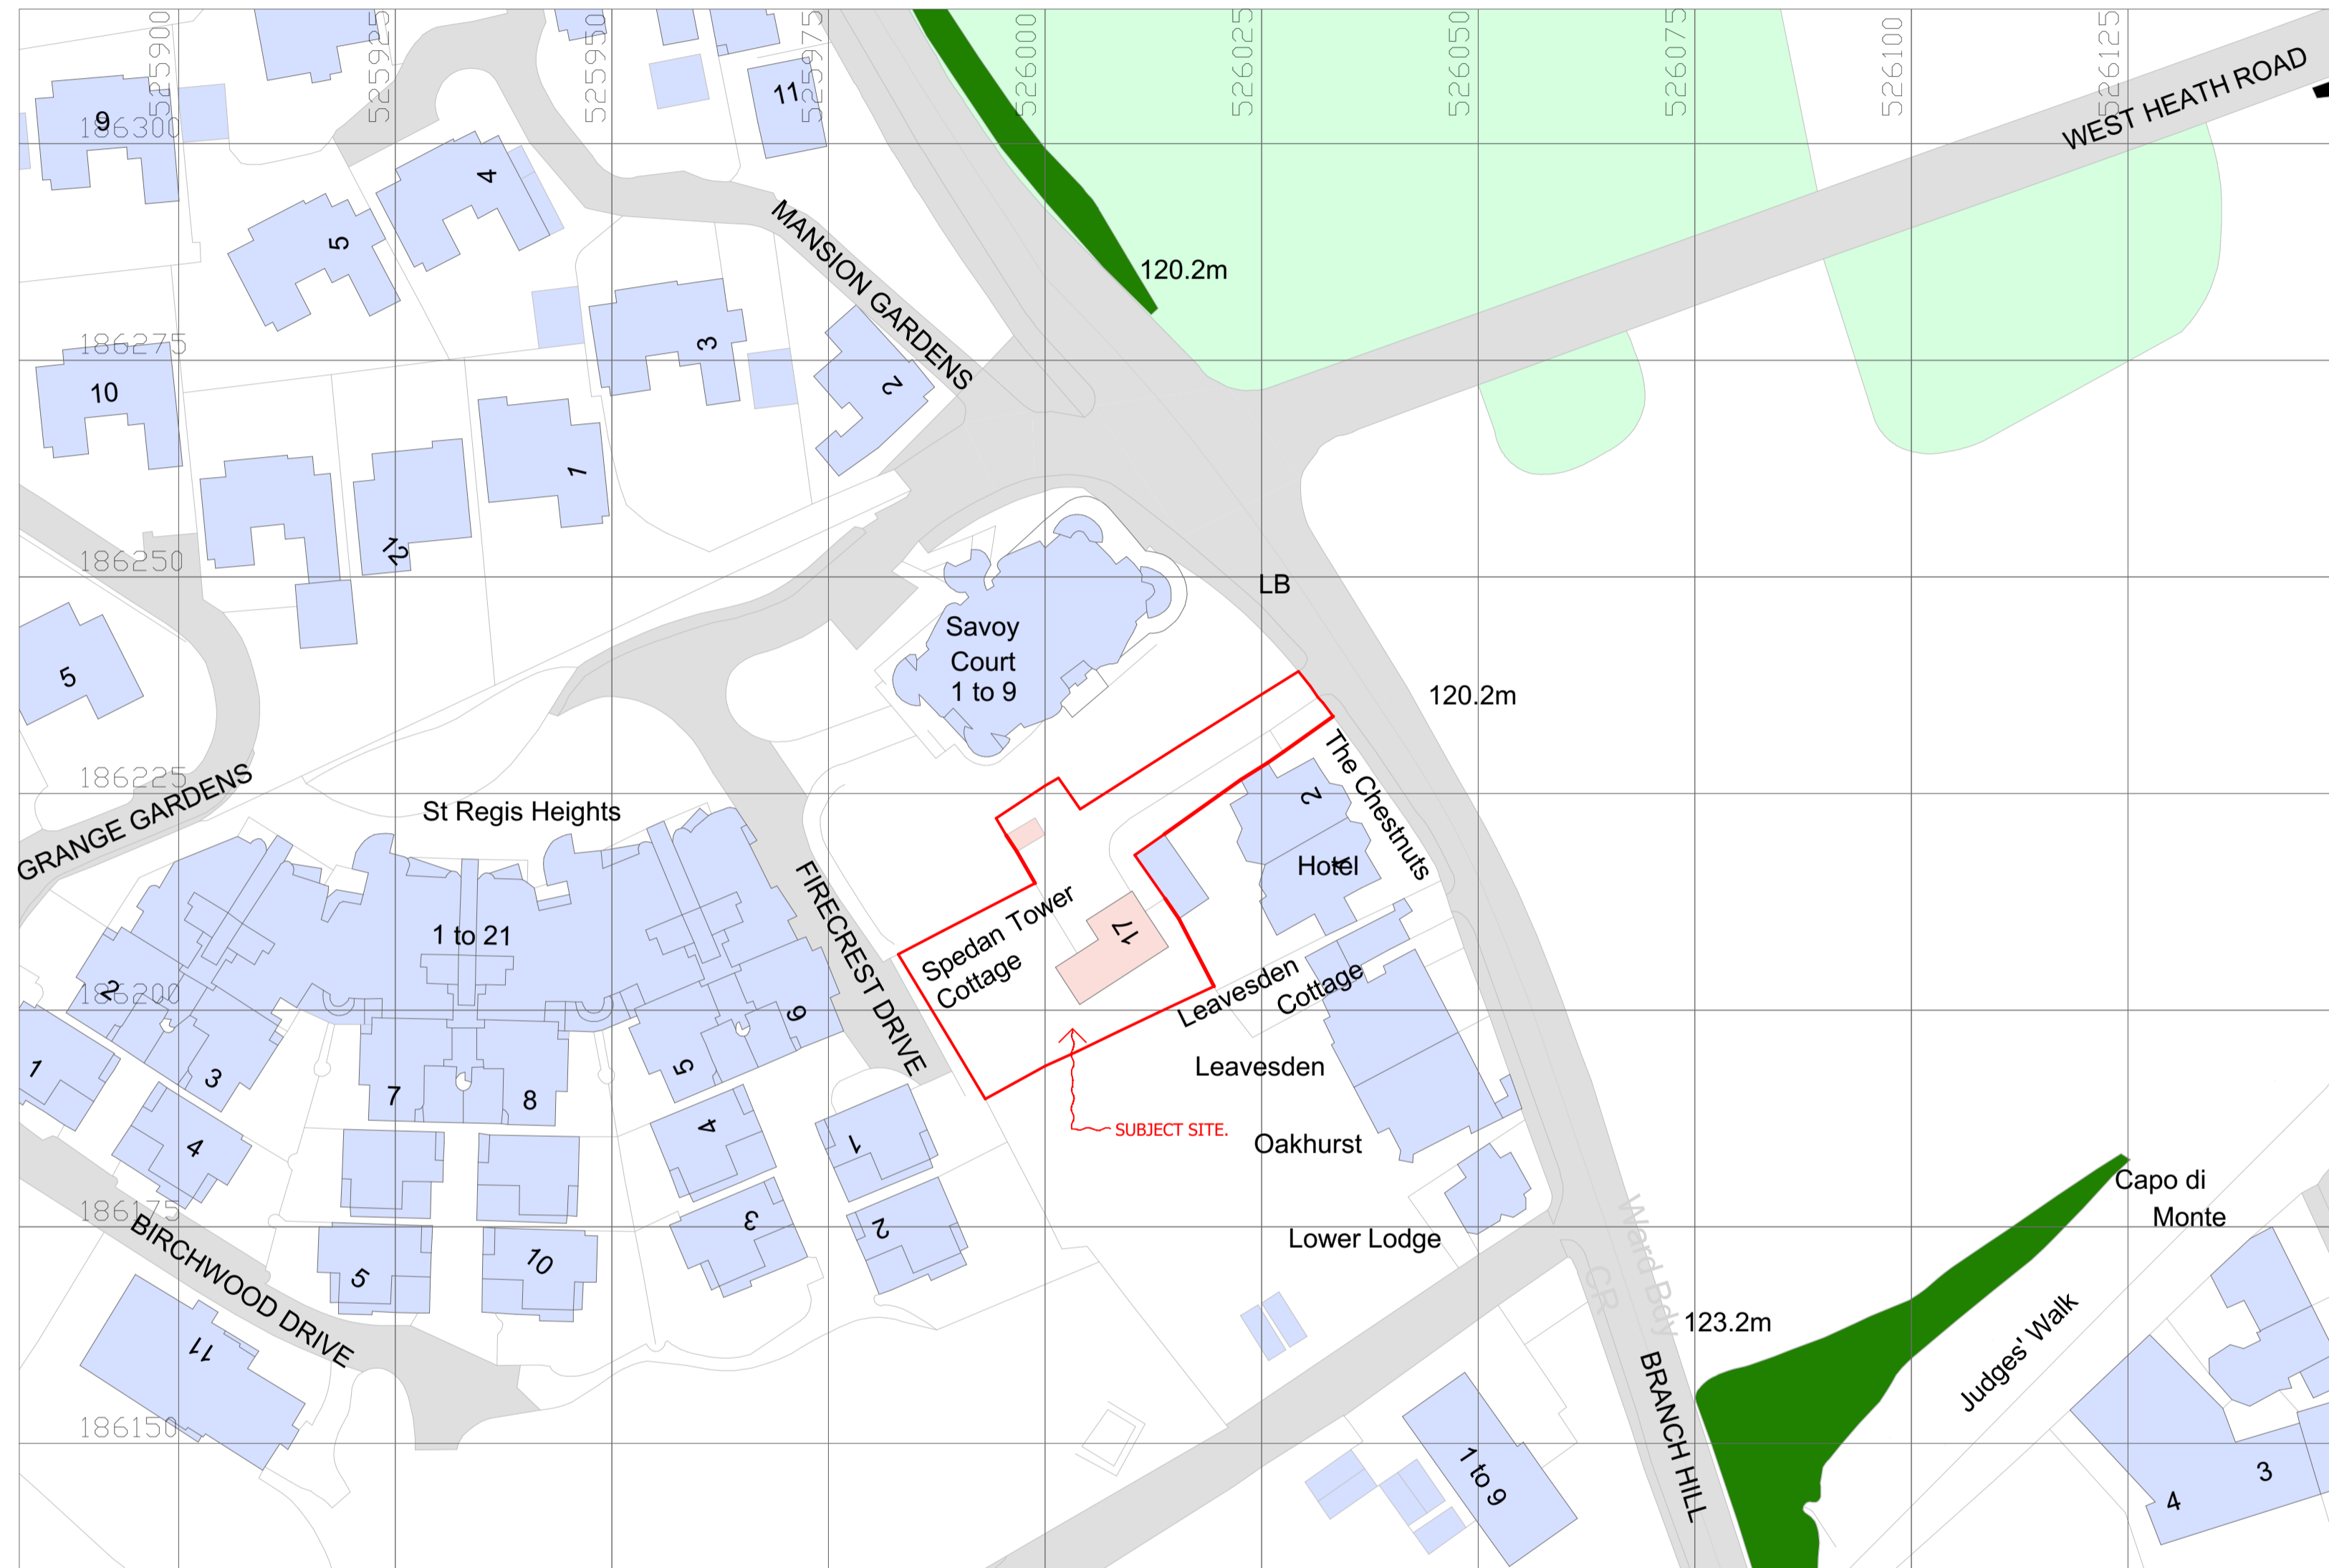 525900
525925
525950
525975
526000
526025
526050
526075
526100
526125
WEST HEATH ROAD
9
11
186300
4
5
MANSION GARDENS
120.2m
186275
3
2
10
1
12
186250
LB
Savoy
Court
1 to 9
5
120.2m
186225
GRANGE GARDENS
St Regis Heights
The Chestnuts
2
Hotel
4
FIRECREST DRIVE
1 to 21
17
Spedan Tower
Cottage
Leavesden
Cottage
2
186200
6
1
3
7
8
5
Leavesden
SUBJECT SITE.
4
4
1
Oakhurst
186175
BIRCHWOOD DRIVE
5
10
3
2
Lower Lodge
Ward Bdy
CR
Capo di
Monte
123.2m
Judges' Walk
11
BRANCH HILL
186150
1 to 9
4
3